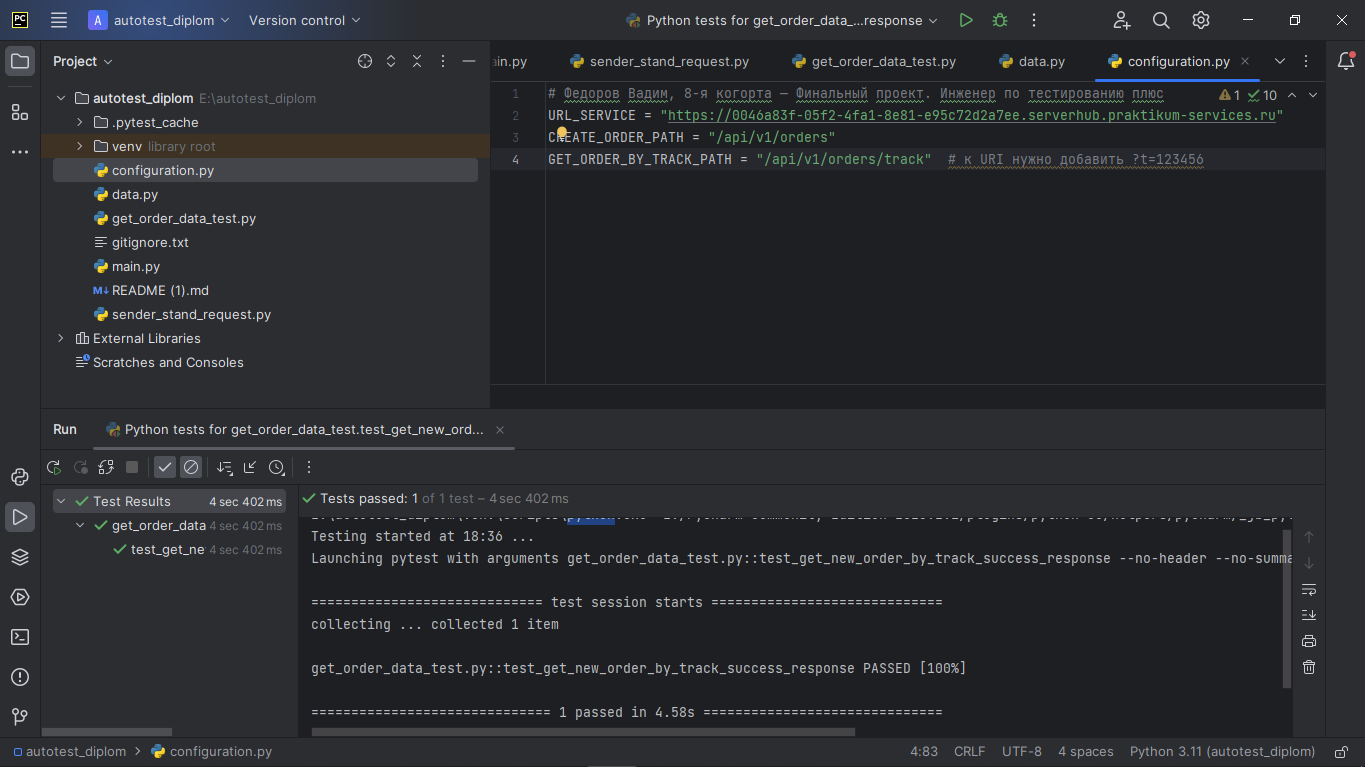 PC
A autotest_diplom
Version control
Python tests for get_order_data_...response
Project
autotest_diplom E:\autotest_diplom
.pytest_cache
venv library root
configuration.py
data.py
get_order_data_test.py
gitignore.txt
main.py
README (1).md
sender_stand_request.py
External Libraries
Scratches and Consoles
ain.py
sender_stand_request.py
get_order_data_test.py
data.py
configuration.py
1 # Федоров Вадим, 8-я когорта — Финальный проект. Инженер по тестированию плюс
1 10
2 URL_SERVICE = "https://0046a83f-05f2-4fa1-8e81-e95c72d2a7ee.serverhub.praktikum-services.ru"
3 CREATE_ORDER_PATH = "/api/v1/orders"
4 GET_ORDER_BY_TRACK_PATH = "/api/v1/orders/track" # к URI нужно добавить ?t=123456
Run
Python tests for get_order_data_test.test_get_new_ord...
Test Results 4 sec 402 ms
get_order_data 4 sec 402 ms
test_get_ne 4 sec 402 ms
Tests passed: 1 of 1 test – 4 sec 402 ms
Testing started at 18:36 ...
Launching pytest with arguments get_order_data_test.py::test_get_new_order_by_track_success_response --no-header --no-summa
============================= test session starts =============================
collecting ... collected 1 item
get_order_data_test.py::test_get_new_order_by_track_success_response PASSED [100%]
============================== 1 passed in 4.58s ==============================
autotest_diplom
configuration.py
4:83
CRLF
UTF-8
4 spaces
Python 3.11 (autotest_diplom)